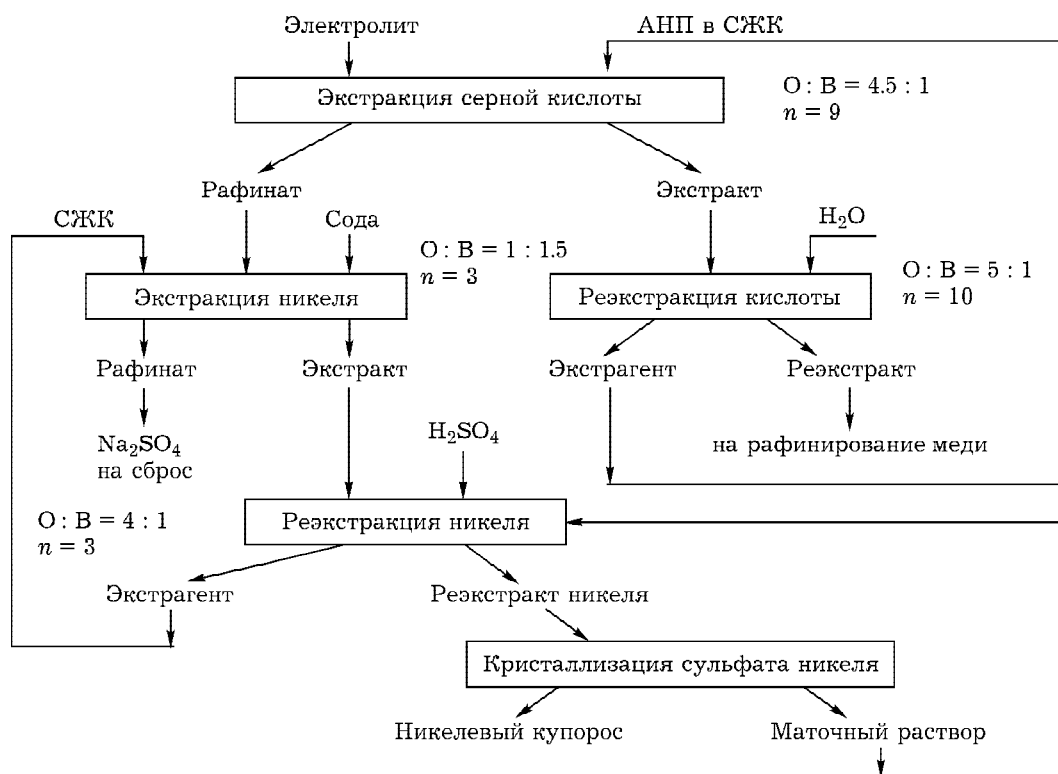 Электролит
АНП в СЖК
Экстракция серной кислоты
О : В = 4.5 : 1
n = 9
Рафинат
Экстракт
СЖК
Сода
H₂O
О : В = 1 : 1.5
n = 3
О : В = 5 : 1
n = 10
Экстракция никеля
Реэкстракция кислоты
Рафинат
Экстракт
Экстрагент
Реэкстракт
Na₂SO₄
на сброс
H₂SO₄
на рафинирование меди
О : В = 4 : 1
n = 3
Реэкстракция никеля
Экстрагент
Реэкстракт никеля
Кристаллизация сульфата никеля
Никелевый купорос
Маточный раствор